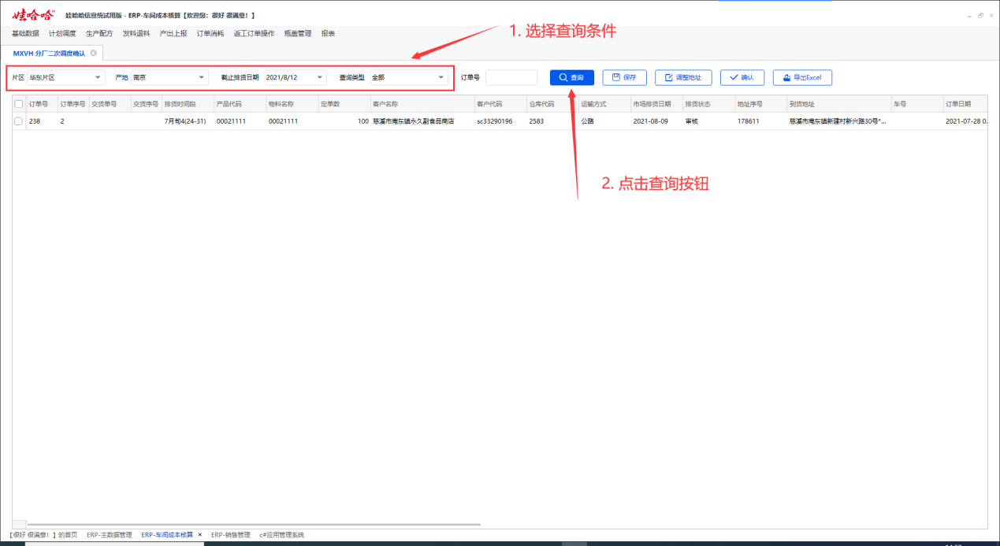 娃哈哈 娃哈哈信息系统试用版 - ERP-车间成本核算【欢迎您：很好 很满意！】
基础数据 计划调度 生产配方 发料退料 产出上报 订单消耗 返工订单操作 瓶盖管理 报表
1. 选择查询条件
MXVH 分厂二次调度确认
片区 华东片区 产地 南京 截止排货日期 2021/8/12 查询类型 全部 订单号 查询 保存 调整地址 确认 导出Excel
订单号 订单序号 交货单号 交货序号 排货时间段 产品代码 物料名称 定单数 客户名称 客户代码 仓库代码 运输方式 市场排货日期 排货状态 地址序号 到货地址 车号 订单日期
238 2 7月旬4(24-31) 00021111 00021111 100 慈溪市庵东镇永久副食品商店 sc33290196 2583 公路 2021-08-09 审核 178611 慈溪市庵东镇新建村新兴路30号*... 2021-07-28 0.
2. 点击查询按钮
【很好 很满意！】的首页 ERP-主数据管理 ERP-车间成本核算 × ERP-销售管理 c#应用管理系统